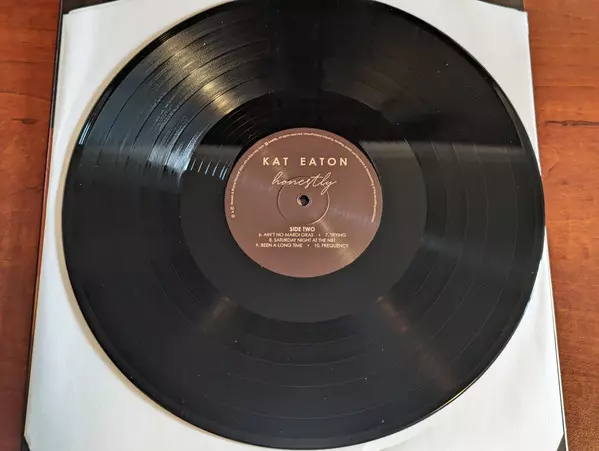 KAT EATON
honestly
SIDE TWO
6. AIN'T NO MARDI GRAS • 7. TRYING
8. SATURDAY NIGHT AT THE NB1
9. BEEN A LONG TIME • 10. FREQUENCY